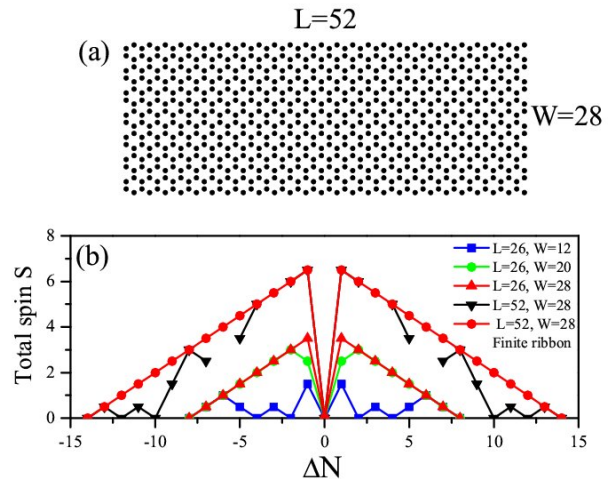 L=52
(a)
W=28
(b)
8
6
4
2
0
Total spin S
L=26, W=12
L=26, W=20
L=26, W=28
L=52, W=28
L=52, W=28
Finite ribbon
-15 -10 -5 0 5 10 15
ΔN